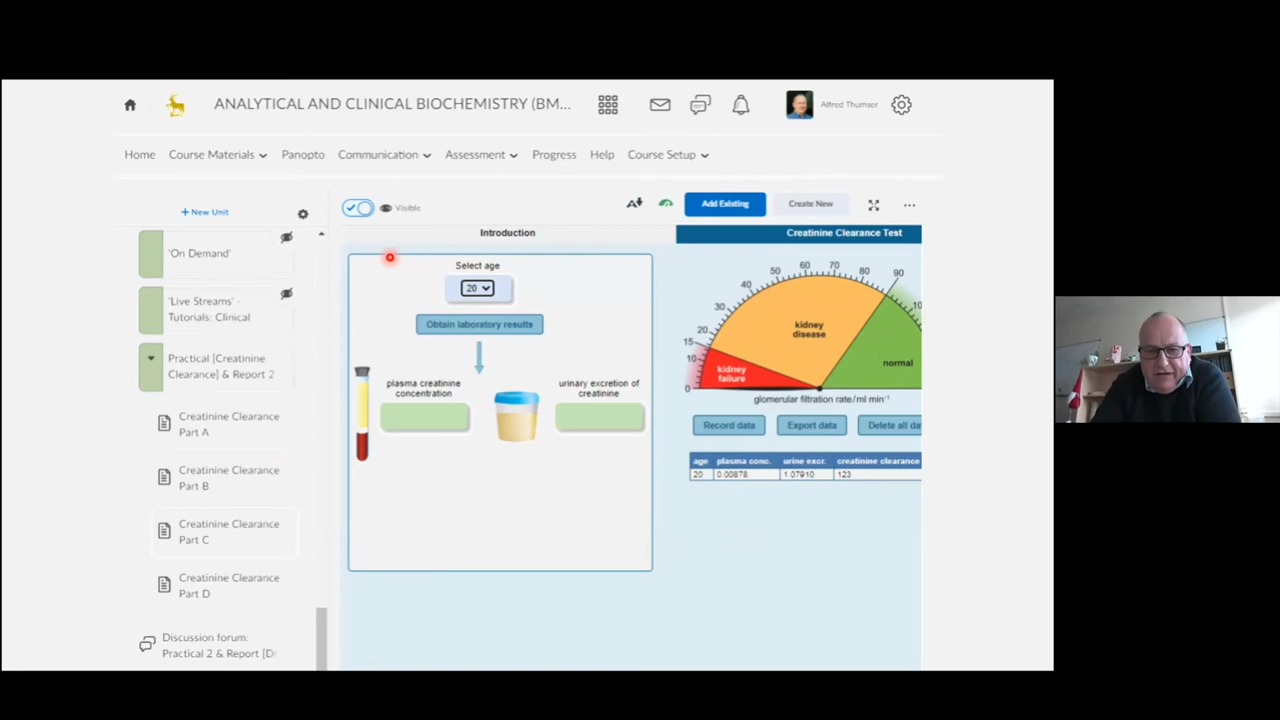 ANALYTICAL AND CLINICAL BIOCHEMISTRY (BM...
Alfred Thumser
Home Course Materials Panopto Communication Assessment Progress Help Course Setup
+ New Unit
'On Demand'
'Live Streams' -
Tutorials: Clinical
Practical [Creatinine
Clearance] & Report 2
Creatinine Clearance
Part A
Creatinine Clearance
Part B
Creatinine Clearance
Part C
Creatinine Clearance
Part D
Discussion forum:
Practical 2 & Report [De
Visible
Add Existing
Create New
...
Introduction
Creatinine Clearance Test
Select age
20
Obtain laboratory results
plasma creatinine
concentration
urinary excretion of
creatinine
0 10 15 20 30 40 50 60 70 80 90 10
kidney
disease
kidney
failure
normal
glomerular filtration rate/ml min⁻¹
Record data
Export data
Delete all da
age plasma conc. urine excr. creatinine clearance
20 0.00878 1.07910 123